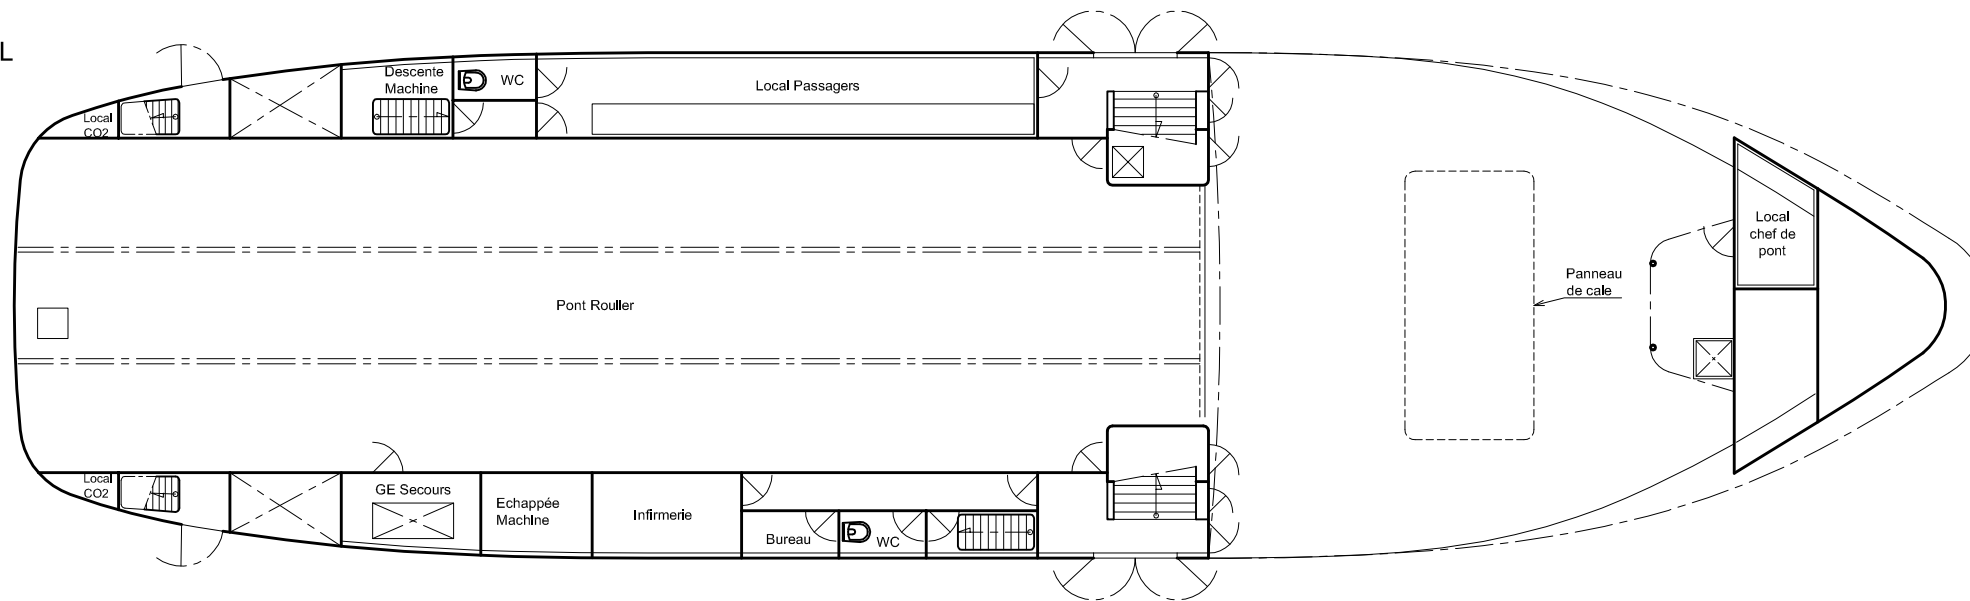 L
Descente
Machine
WC
Local Passagers
Local
CO2
Local
chef de
pont
Panneau
de cale
Pont Rouller
Local
CO2
GE Secours
Echappée
Machine
Infirmerie
Bureau
WC